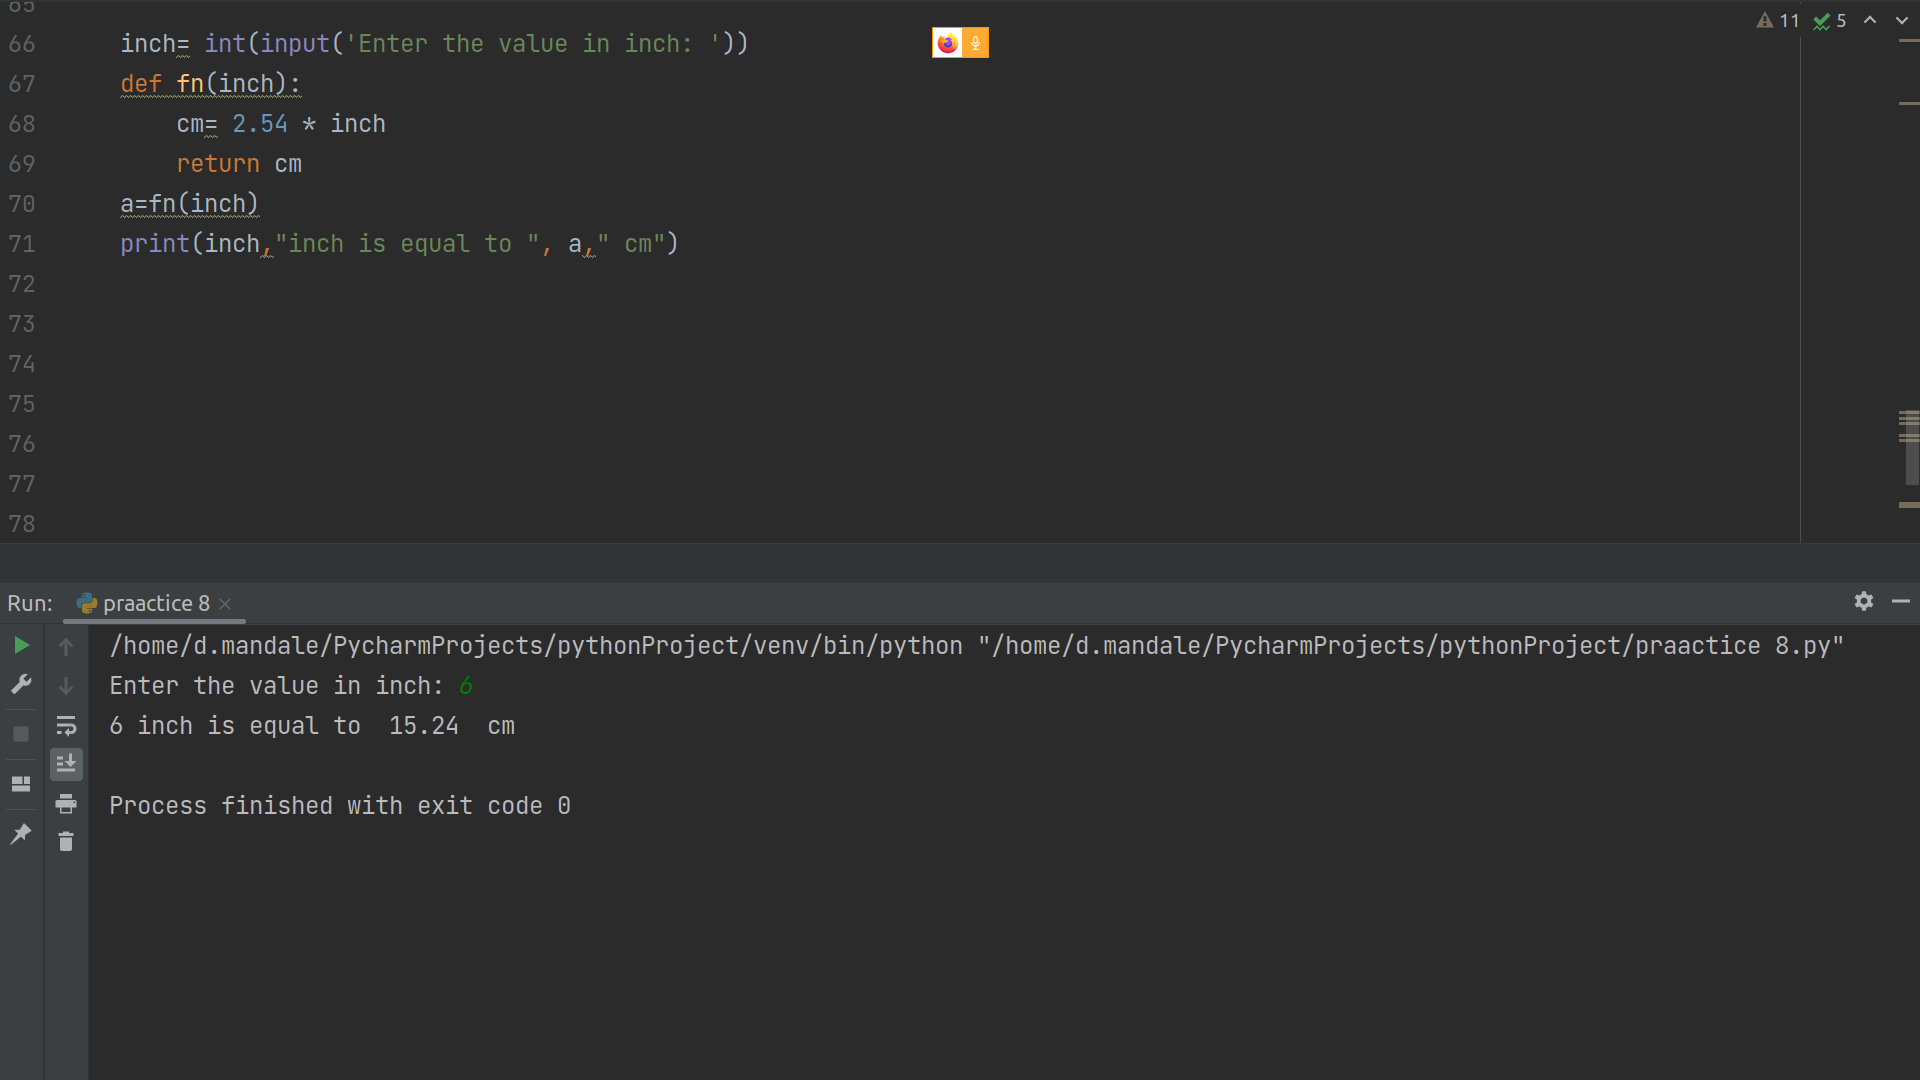 65
11 5
66 inch= int(input('Enter the value in inch: '))
67 def fn(inch):
68 cm= 2.54 * inch
69 return cm
70 a=fn(inch)
71 print(inch,"inch is equal to ", a," cm")
72
73
74
75
76
77
78
Run: praactice 8
/home/d.mandale/PycharmProjects/pythonProject/venv/bin/python "/home/d.mandale/PycharmProjects/pythonProject/praactice 8.py"
Enter the value in inch: 6
6 inch is equal to  15.24  cm
Process finished with exit code 0